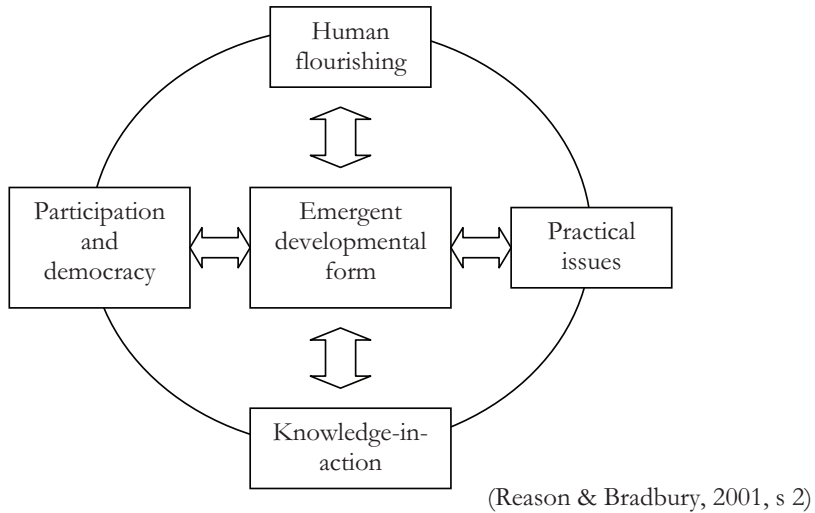 Human
flourishing
Participation
and
democracy
Emergent
developmental
form
Practical
issues
Knowledge-in-
action
(Reason & Bradbury, 2001, s 2)